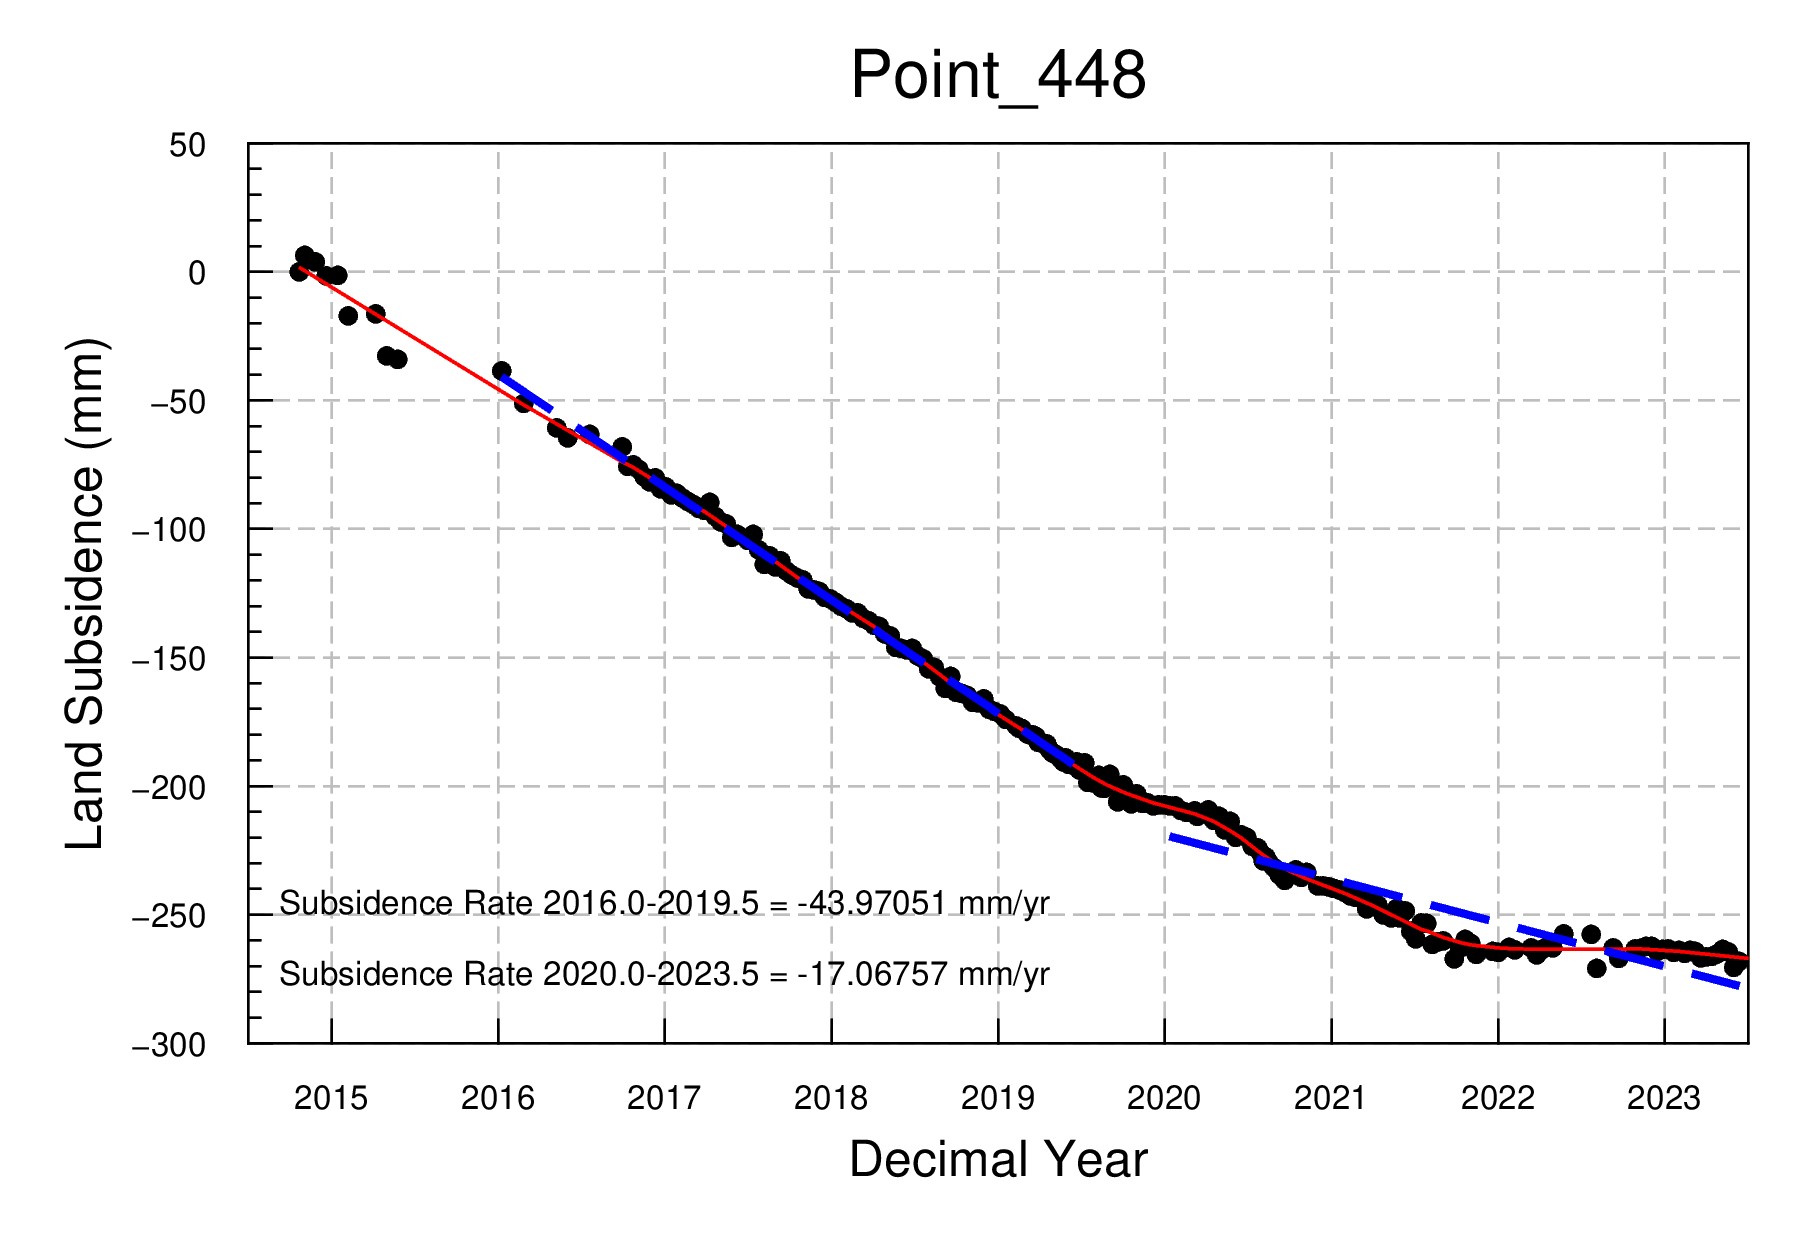 Point_448
50
0
−50
−100
−150
−200
−250
−300
Land Subsidence (mm)
Subsidence Rate 2016.0-2019.5 = -43.97051 mm/yr
Subsidence Rate 2020.0-2023.5 = -17.06757 mm/yr
2015 2016 2017 2018 2019 2020 2021 2022 2023
Decimal Year